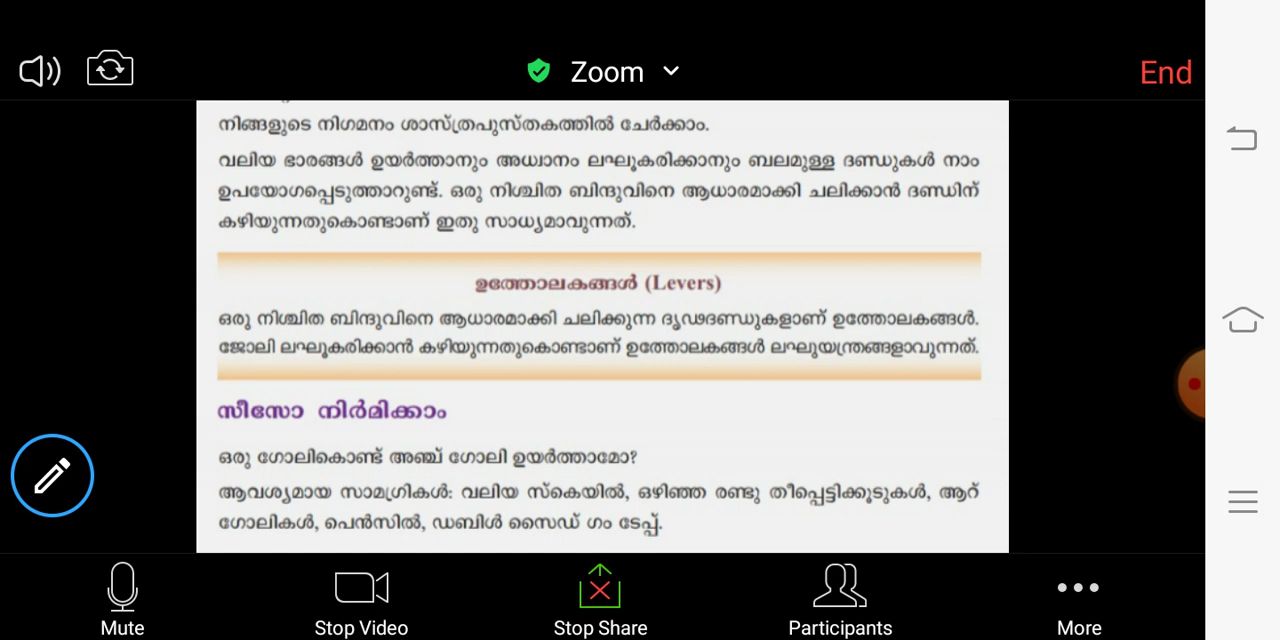 Zoom
End
നിങ്ങളുടെ നിഗമനം ശാസ്ത്രപുസ്തകത്തിൽ ചേർക്കാം.
വലിയ ഭാരങ്ങൾ ഉയർത്താനും അധ്വാനം ലഘൂകരിക്കാനും ബലമുള്ള ദണ്ഡുകൾ നാം
ഉപയോഗപ്പെടുത്താറുണ്ട്. ഒരു നിശ്ചിത ബിന്ദുവിനെ ആധാരമാക്കി ചലിക്കാൻ ദണ്ഡിന്
കഴിയുന്നതുകൊണ്ടാണ് ഇതു സാധ്യമാവുന്നത്.
ഉത്തോലകങ്ങൾ (Levers)
ഒരു നിശ്ചിത ബിന്ദുവിനെ ആധാരമാക്കി ചലിക്കുന്ന ദൃഢദണ്ഡുകളാണ് ഉത്തോലകങ്ങൾ.
ജോലി ലഘൂകരിക്കാൻ കഴിയുന്നതുകൊണ്ടാണ് ഉത്തോലകങ്ങൾ ലഘുയന്ത്രങ്ങളാവുന്നത്.
സീസോ നിർമിക്കാം
ഒരു ഗോലികൊണ്ട് അഞ്ച് ഗോലി ഉയർത്താമോ?
ആവശ്യമായ സാമഗ്രികൾ: വലിയ സ്കെയിൽ, ഒഴിഞ്ഞ രണ്ടു തീപ്പെട്ടിക്കൂടുകൾ, ആറ്
ഗോലികൾ, പെൻസിൽ, ഡബിൾ സൈഡ് ഗം ടേപ്പ്.
Mute
Stop Video
Stop Share
Participants
More